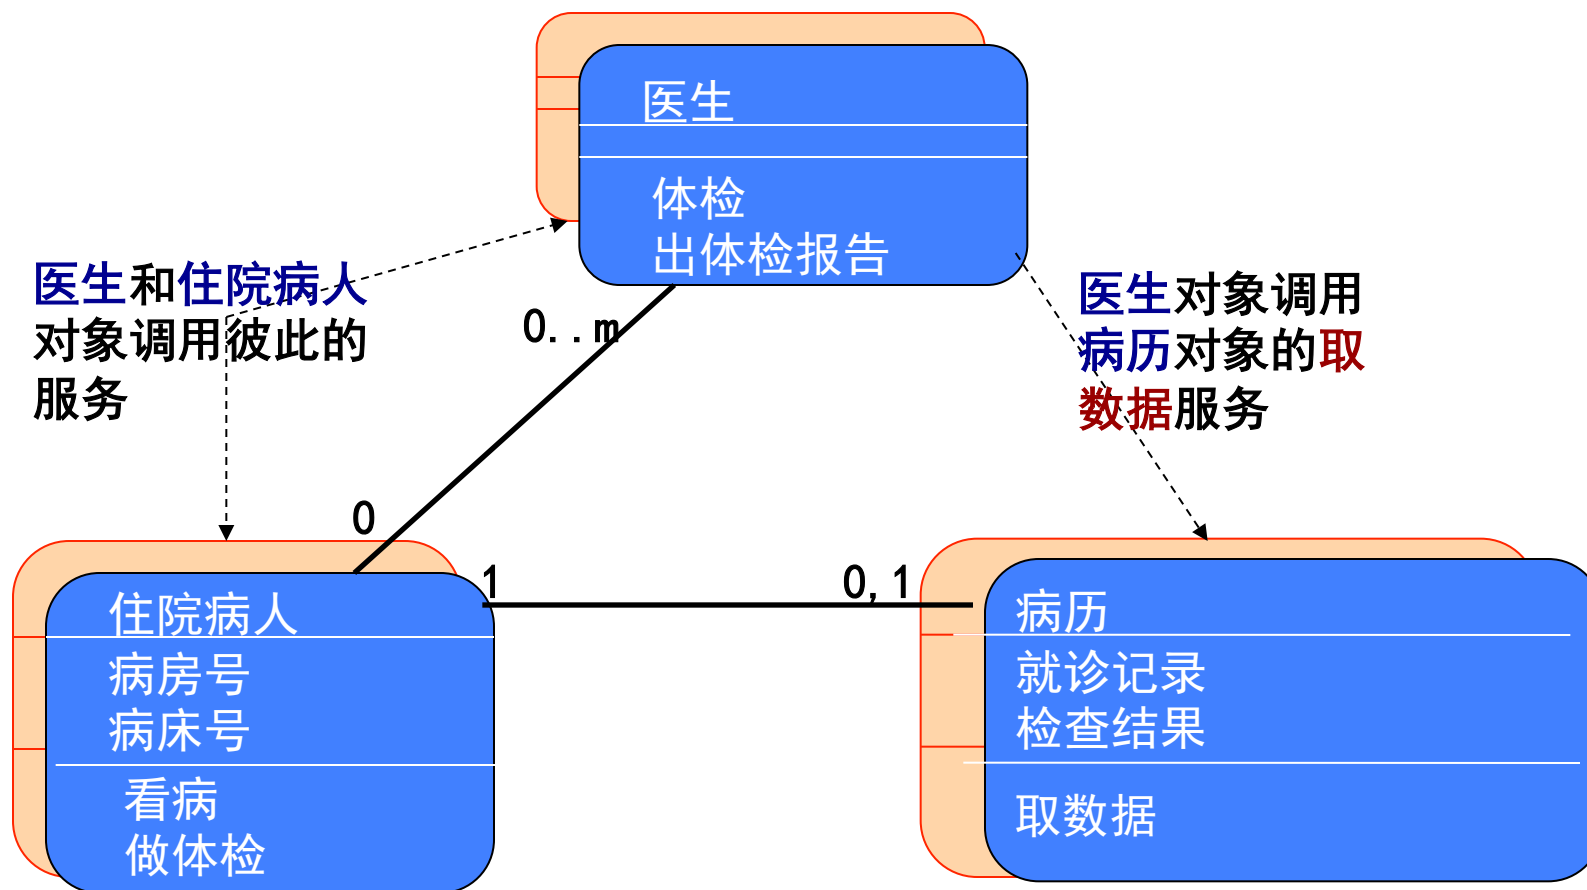 医生
体检
出体检报告
医生和住院病人
对象调用彼此的
服务
医生对象调用
病历对象的取
数据服务
0..m
0
1
0,1
住院病人
病房号
病床号
看病
做体检
病历
就诊记录
检查结果
取数据